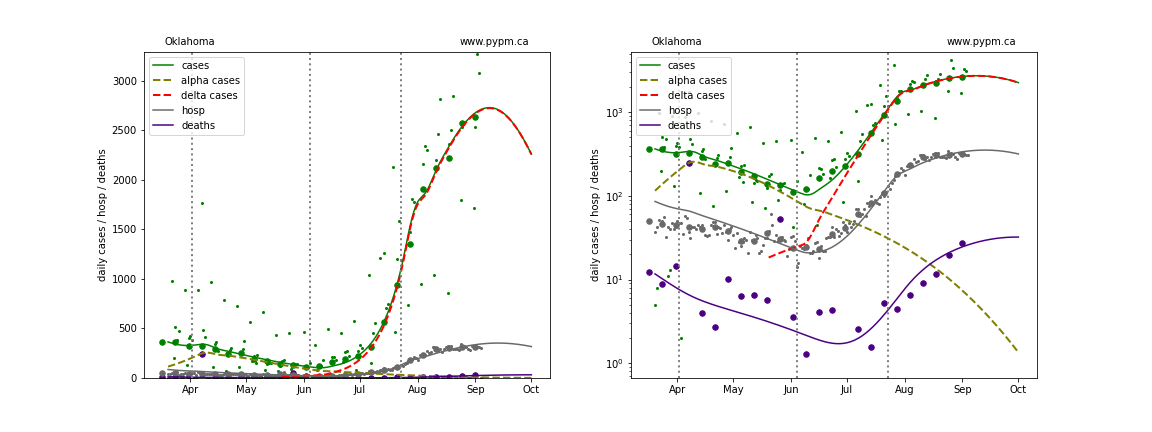 Oklahoma www.pypm.ca
cases
alpha cases
delta cases
hosp
deaths
daily cases / hosp / deaths
3000
2500
2000
1500
1000
500
0
Apr May Jun Jul Aug Sep Oct
Oklahoma www.pypm.ca
cases
alpha cases
delta cases
hosp
deaths
daily cases / hosp / deaths
10³
10²
10¹
10⁰
Apr May Jun Jul Aug Sep Oct